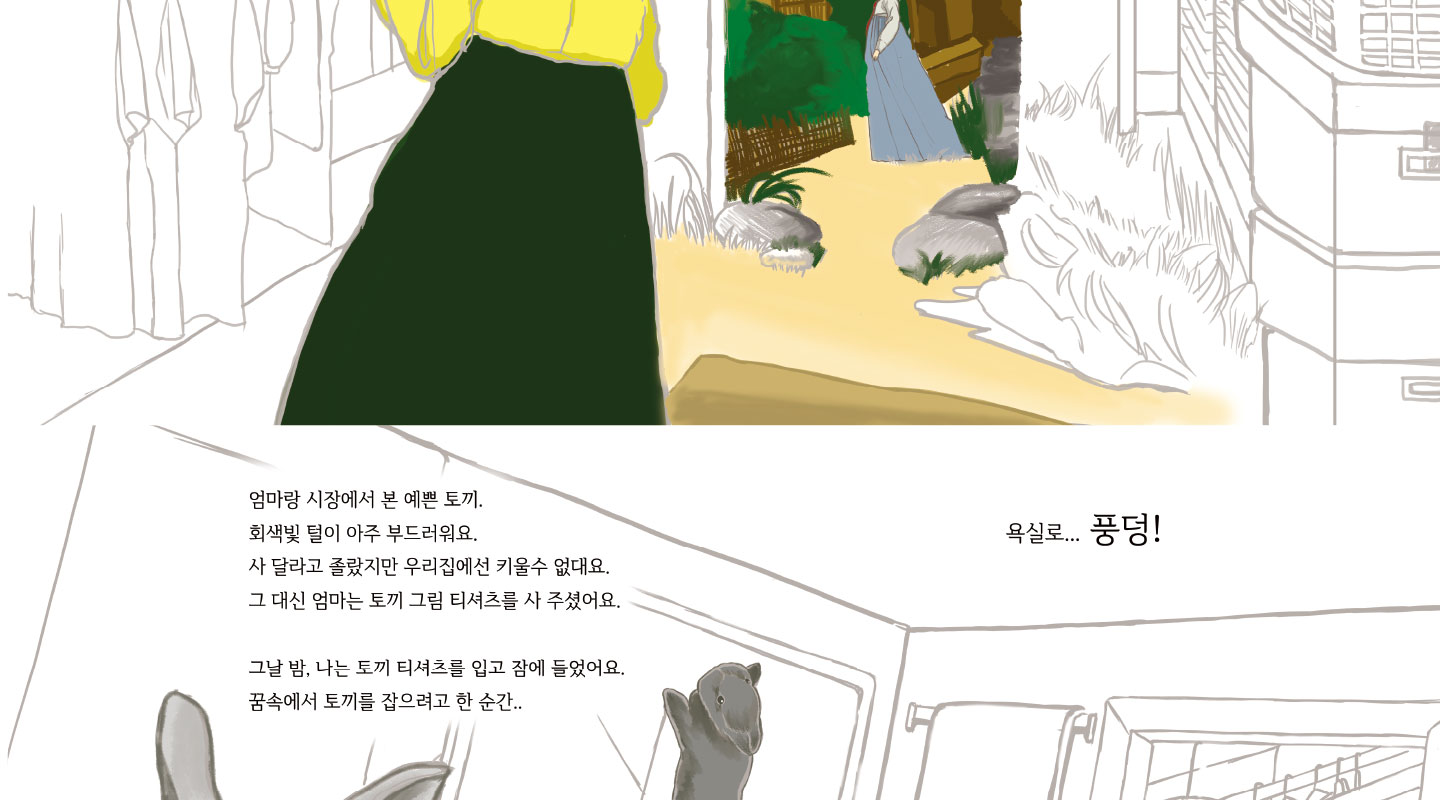 엄마랑 시장에서 본 예쁜 토끼.
회색빛 털이 아주 부드러워요.
사 달라고 졸랐지만 우리집에선 키울수 없대요.
그 대신 엄마는 토끼 그림 티셔츠를 사 주셨어요.
그날 밤, 나는 토끼 티셔츠를 입고 잠에 들었어요.
꿈속에서 토끼를 잡으려고 한 순간..
욕실로... 풍덩!